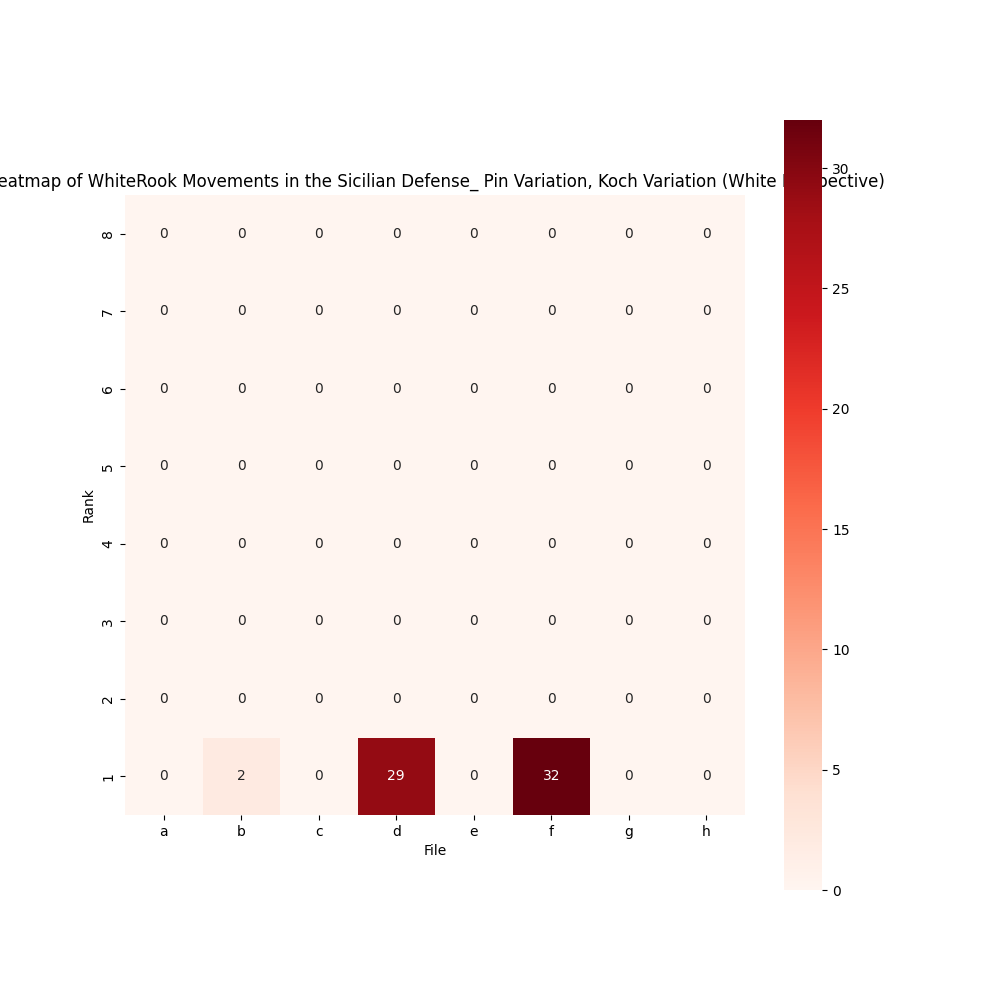 eatmap of WhiteRook Movements in the Sicilian Defense_ Pin Variation, Koch Variation (White pective)
30
8 0 0 0 0 0 0 0 0
7 0 0 0 0 0 0 0 0
25
6 0 0 0 0 0 0 0 0
20
5 0 0 0 0 0 0 0 0
Rank
15
4 0 0 0 0 0 0 0 0
3 0 0 0 0 0 0 0 0
10
2 0 0 0 0 0 0 0 0
5
1 0 2 0 29 0 32 0 0
a b c d e f g h
File
0